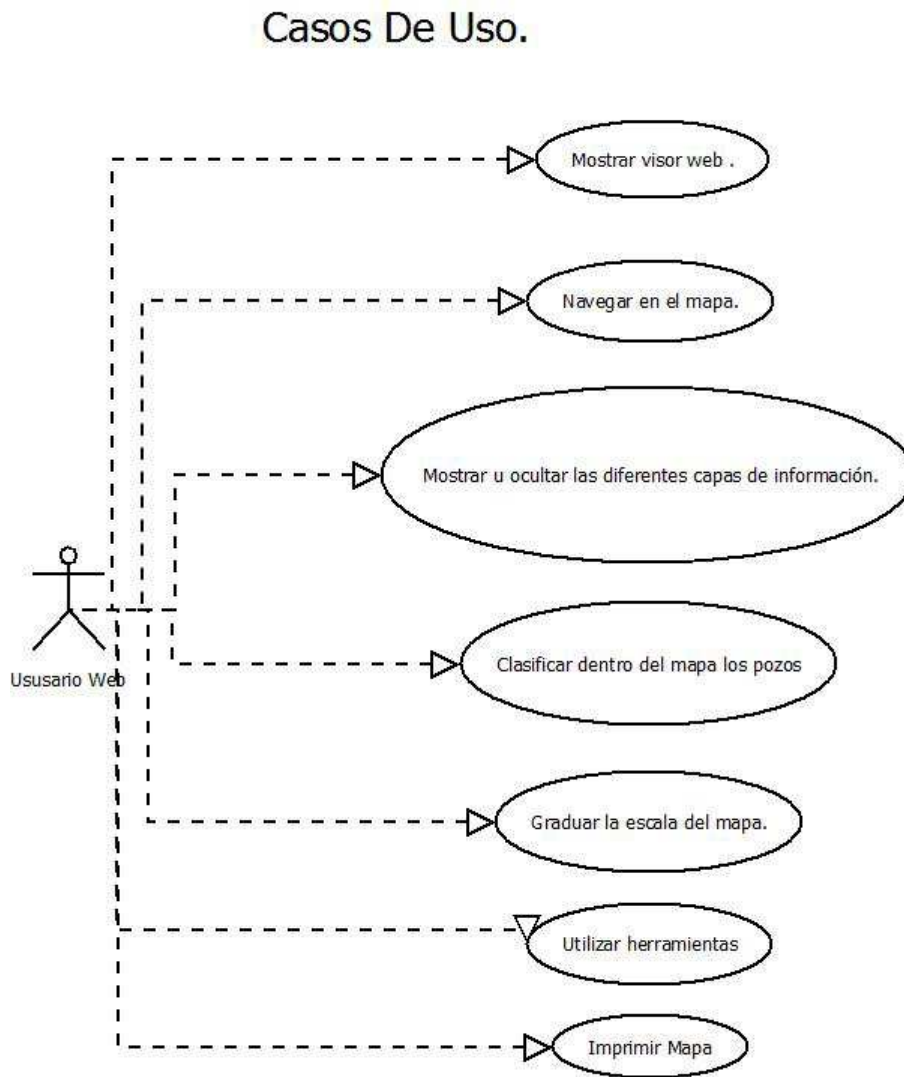 Casos De Uso.
Mostrar visor web .
Navegar en el mapa.
Mostrar u ocultar las diferentes capas de información.
Ususario Web
Clasificar dentro del mapa los pozos
Graduar la escala del mapa.
Utilizar herramientas
Imprimir Mapa